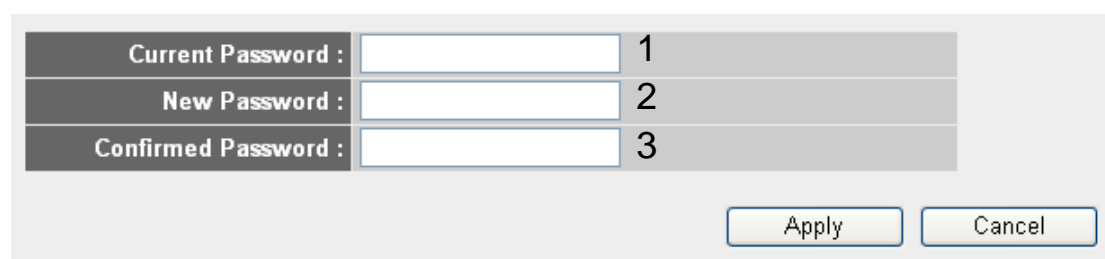 Current Password : 1
New Password : 2
Confirmed Password : 3
Apply Cancel